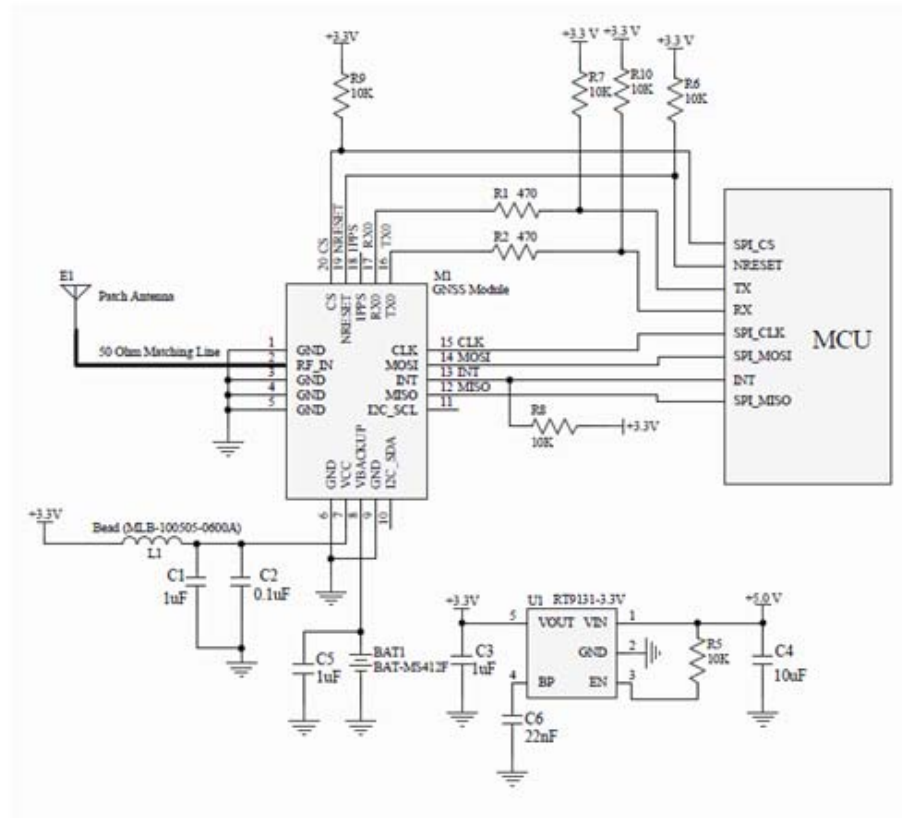 +3.3V
R9
10K
+3.3 V
R7
10K
+3.3 V
R10
10K
+3.3 V
R6
10K
R1 470
R2 470
20 CS
19 NRESET
18 1PPS
17 RX0
16 TX0
E1
Patch Antenna
50 Ohm Matching Line
M1
GNSS Module
CS
NRESET
1PPS
RX0
TX0
1 GND
2 RF_IN
3 GND
4 GND
5 GND
CLK 15 CLK
MOSI 14 MOSI
INT 13 INT
MISO 12 MISO
I2C_SCL 11
GND
VCC
VBACKUP
GND
I2C_SDA
6
7
8
9
10
R8
10K
+3.3V
SPI_CS
NRESET
TX
RX
SPI_CLK
SPI_MOSI
INT
SPI_MISO
MCU
+3.3V
Bead (MLB-100505-0600A)
L1
C1
1uF
C2
0.1uF
C5
1uF
BAT1
BAT-MS412F
U1 RT9131-3.3V
+3.3V
5 VOUT VIN 1
GND 2
4 BP EN 3
C3
1uF
C6
22nF
R5
10K
+5.0 V
C4
10uF